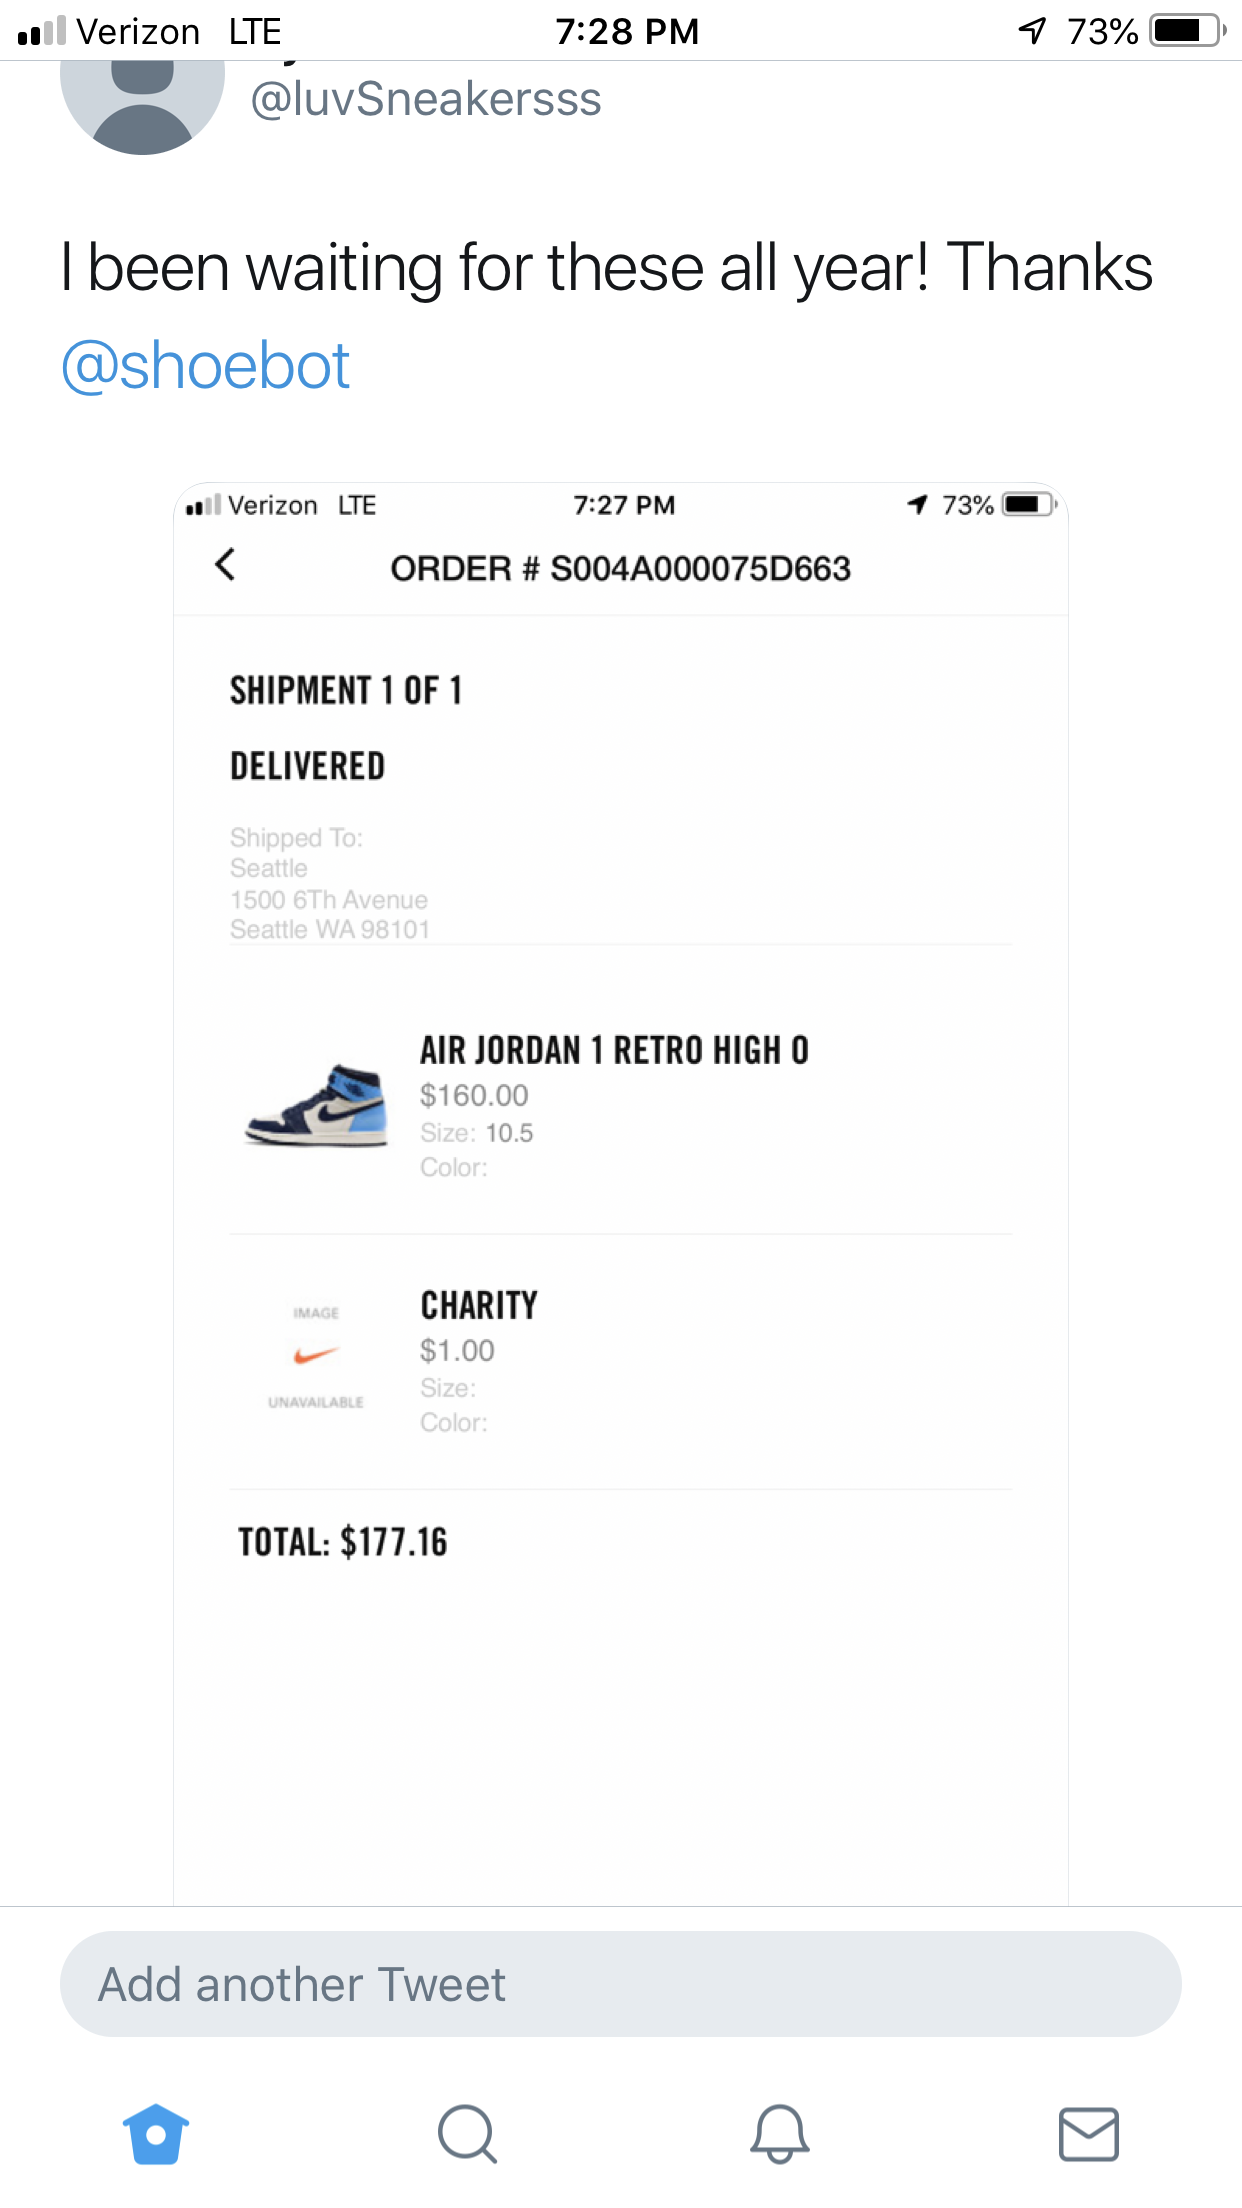 Verizon LTE 7:28 PM 73%
@luvSneakersss
I been waiting for these all year! Thanks
@shoebot
Verizon LTE 7:27 PM 73%
ORDER # S004A000075D663
SHIPMENT 1 OF 1
DELIVERED
Shipped To:
Seattle
1500 6Th Avenue
Seattle WA 98101
AIR JORDAN 1 RETRO HIGH O
$160.00
Size: 10.5
Color:
IMAGE
UNAVAILABLE
CHARITY
$1.00
Size:
Color:
TOTAL: $177.16
Add another Tweet